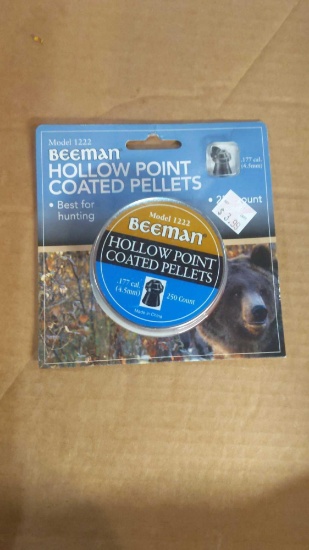 Model 1222
BEEMAN
HOLLOW POINT
COATED PELLETS
• Best for
hunting
.177 cal.
(4.5mm)
Model 1222
BEEMAN
HOLLOW POINT
COATED PELLETS
.177 cal.
(4.5mm)
250 Count
Made in China